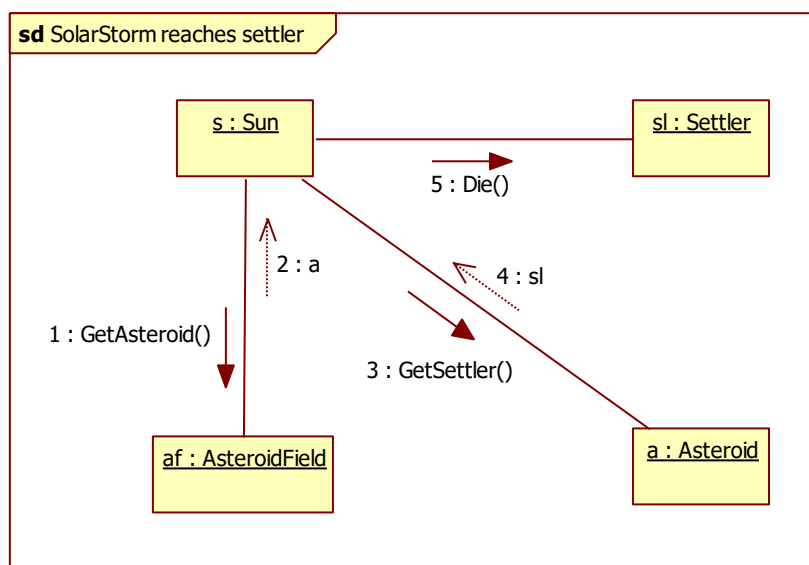 sd SolarStorm reaches settler
s : Sun
sl : Settler
5 : Die()
2 : a
4 : sl
1 : GetAsteroid()
3 : GetSettler()
af : AsteroidField
a : Asteroid